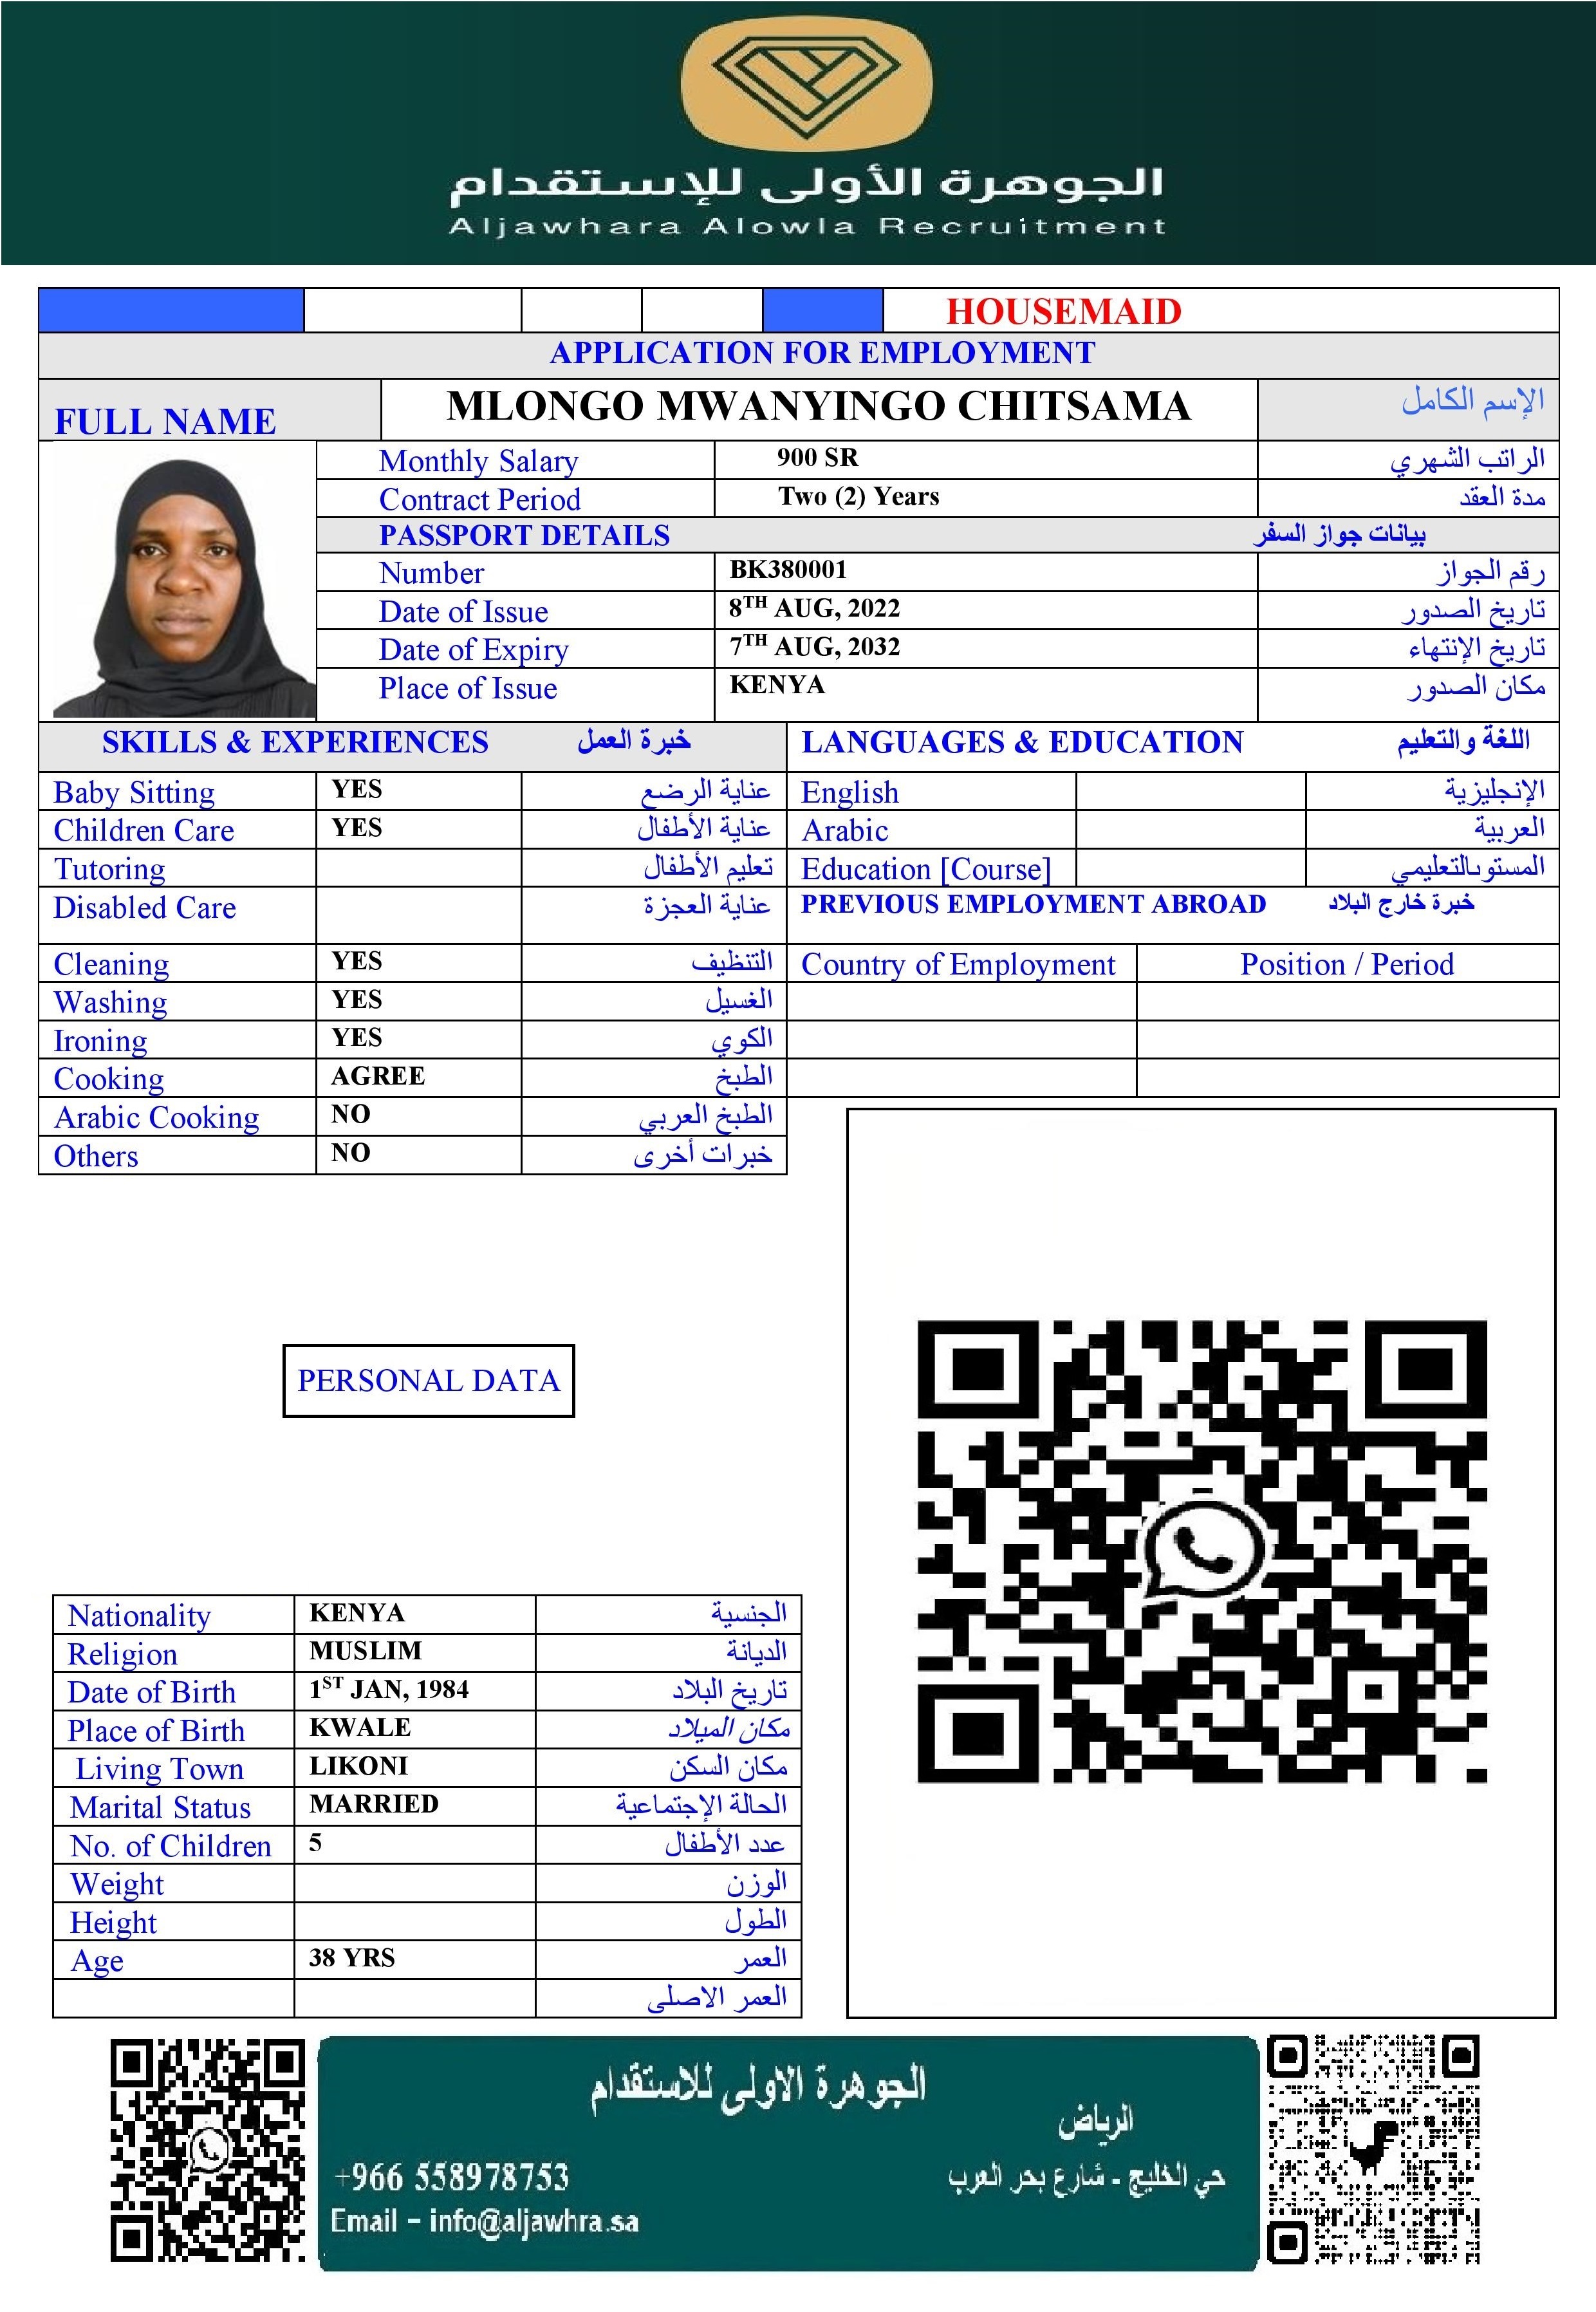 الجوهرة الأولى للإستقدام
Aljawhara Alowla Recruitment
HOUSEMAID
APPLICATION FOR EMPLOYMENT
FULL NAME MLONGO MWANYINGO CHITSAMA الإسم الكامل
Monthly Salary 900 SR الراتب الشهري
Contract Period Two (2) Years مدة العقد
PASSPORT DETAILS بيانات جواز السفر
Number BK380001 رقم الجواز
Date of Issue 8TH AUG, 2022 تاريخ الصدور
Date of Expiry 7TH AUG, 2032 تاريخ الإنتهاء
Place of Issue KENYA مكان الصدور
SKILLS & EXPERIENCES خبرة العمل
Baby Sitting YES عناية الرضع
Children Care YES عناية الأطفال
Tutoring تعليم الأطفال
Disabled Care عناية العجزة
Cleaning YES التنظيف
Washing YES الغسيل
Ironing YES الكوي
Cooking AGREE الطبخ
Arabic Cooking NO الطبخ العربي
Others NO خبرات أخرى
LANGUAGES & EDUCATION اللغة والتعليم
English الإنجليزية
Arabic العربية
Education [Course] المستوىالتعليمي
PREVIOUS EMPLOYMENT ABROAD خبرة خارج البلاد
Country of Employment Position / Period
PERSONAL DATA
Nationality KENYA الجنسية
Religion MUSLIM الديانة
Date of Birth 1ST JAN, 1984 تاريخ البلاد
Place of Birth KWALE مكان الميلاد
Living Town LIKONI مكان السكن
Marital Status MARRIED الحالة الإجتماعية
No. of Children 5 عدد الأطفال
Weight الوزن
Height الطول
Age 38 YRS العمر
العمر الاصلى
الجوهرة الاولى للاستقدام
الرياض
+966 558978753
حي الخليج - شارع بحر العرب
Email - info@aljawhra.sa